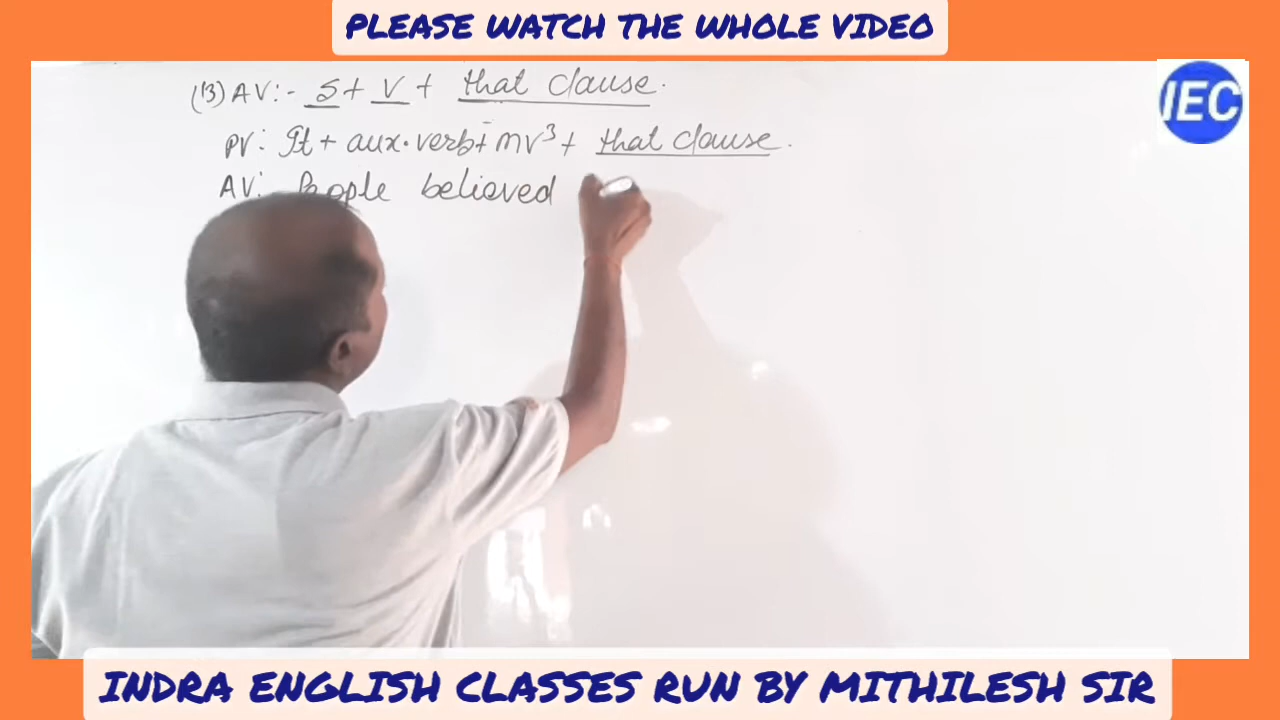 PLEASE WATCH THE WHOLE VIDEO
IEC
(13) AV:- S + V + that clause.
PV: It + aux. verb + mv³ + that clause.
AV: People believed
INDRA ENGLISH CLASSES RUN BY MITHILESH SIR